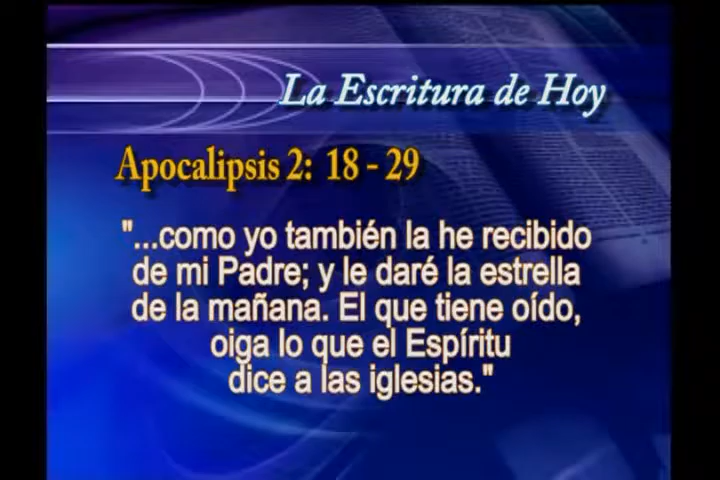 La Escritura de Hoy
Apocalipsis 2: 18 - 29
"...como yo también la he recibido
de mi Padre; y le daré la estrella
de la mañana. El que tiene oído,
oiga lo que el Espíritu
dice a las iglesias."